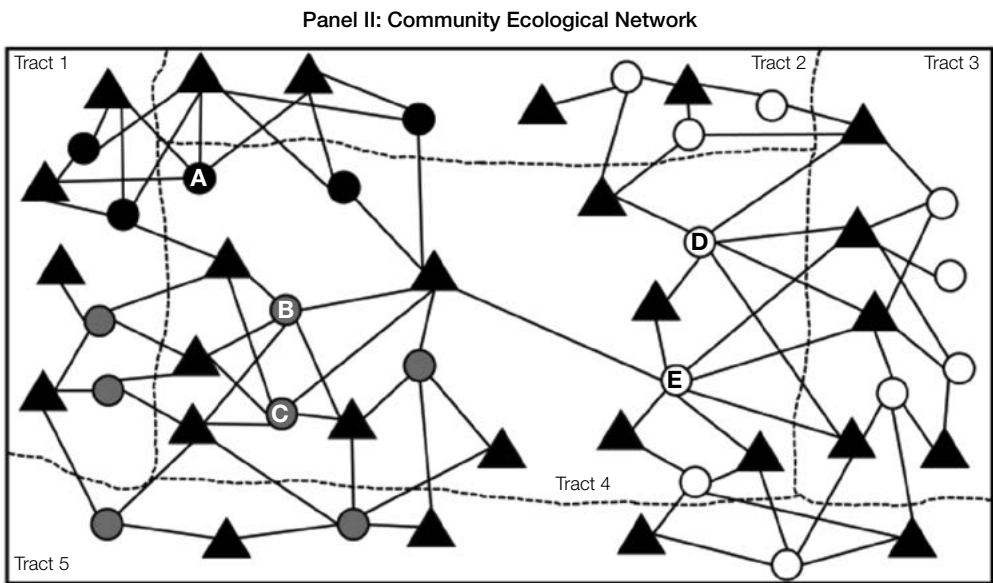 Panel II: Community Ecological Network
Tract 1
Tract 2
Tract 3
A
D
B
E
C
Tract 4
Tract 5